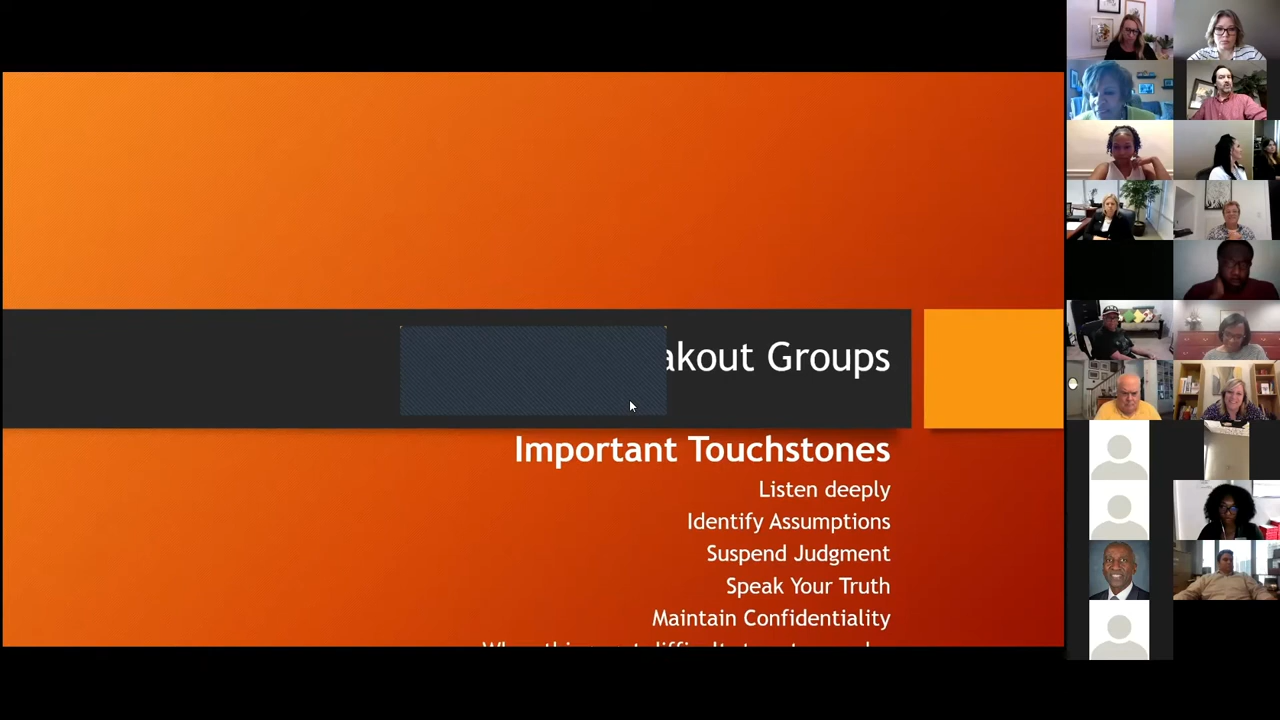 akout Groups
Important Touchstones
Listen deeply
Identify Assumptions
Suspend Judgment
Speak Your Truth
Maintain Confidentiality